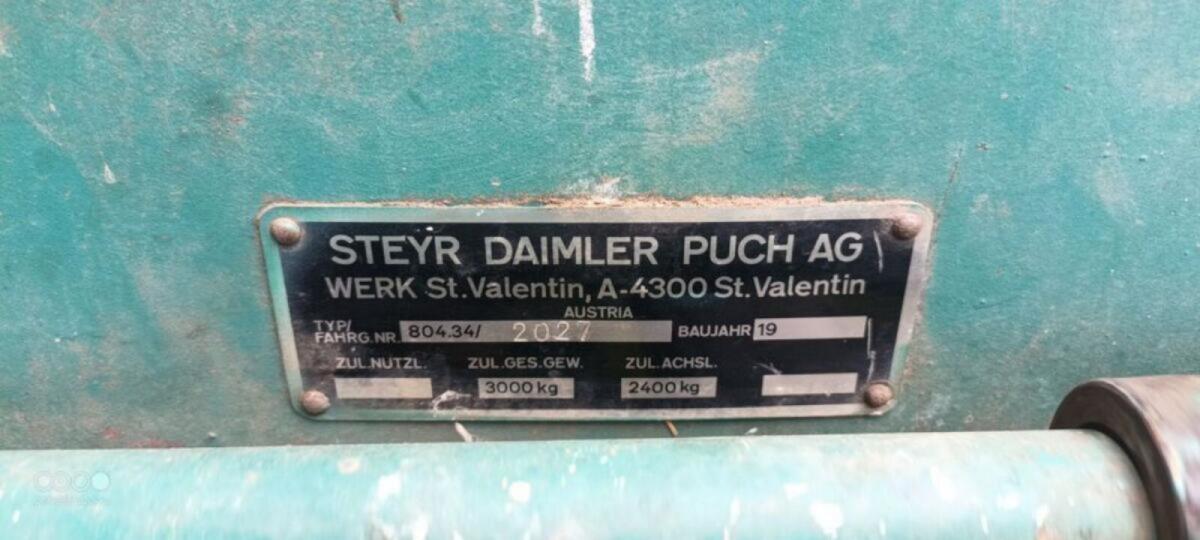 STEYR DAIMLER PUCH AG
WERK St. Valentin, A-4300 St. Valentin
AUSTRIA
TYP/
FAHRG. NR. 804.34/ 2027 BAUJAHR 19
ZUL. NUTZL. ZUL. GES. GEW. ZUL. ACHSL.
3000 kg 2400 kg